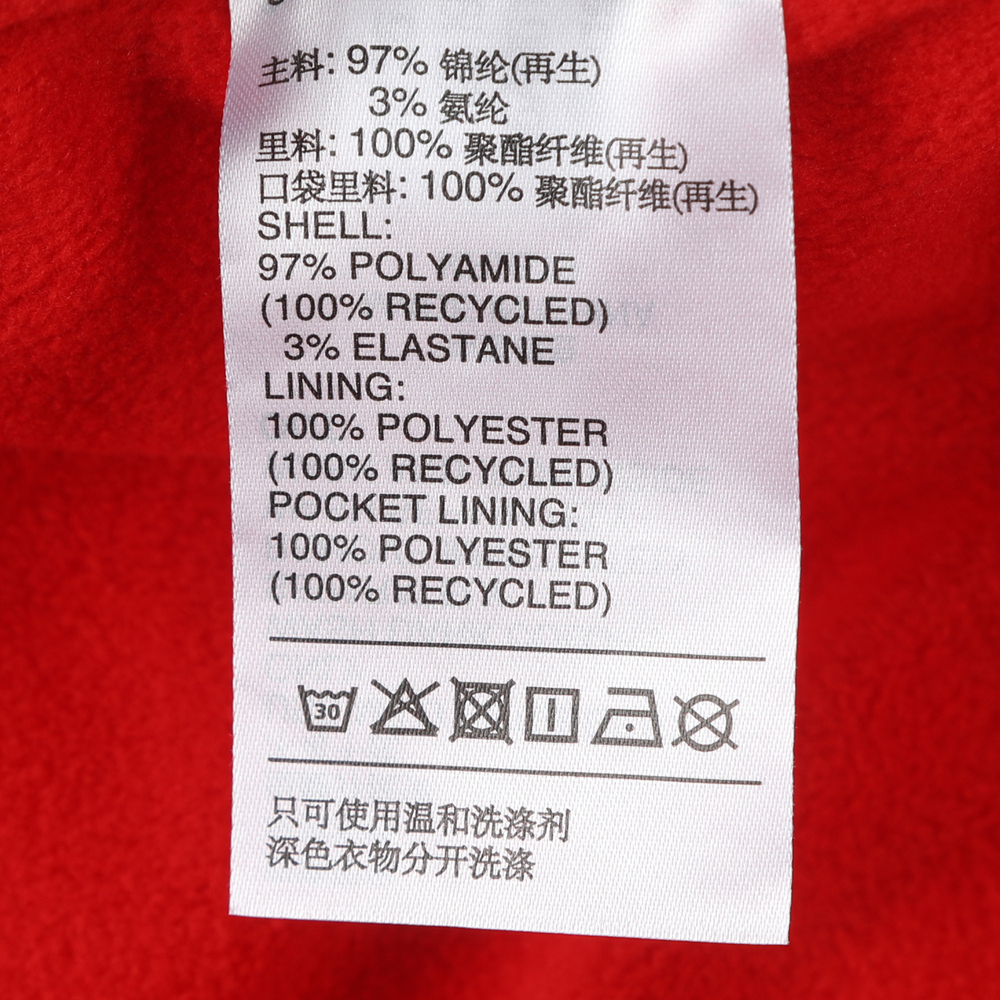 主料: 97% 锦纶(再生)
3% 氨纶
里料: 100% 聚酯纤维(再生)
口袋里料: 100% 聚酯纤维(再生)
SHELL:
97% POLYAMIDE
(100% RECYCLED)
3% ELASTANE
LINING:
100% POLYESTER
(100% RECYCLED)
POCKET LINING:
100% POLYESTER
(100% RECYCLED)
30
只可使用温和洗涤剂
深色衣物分开洗涤